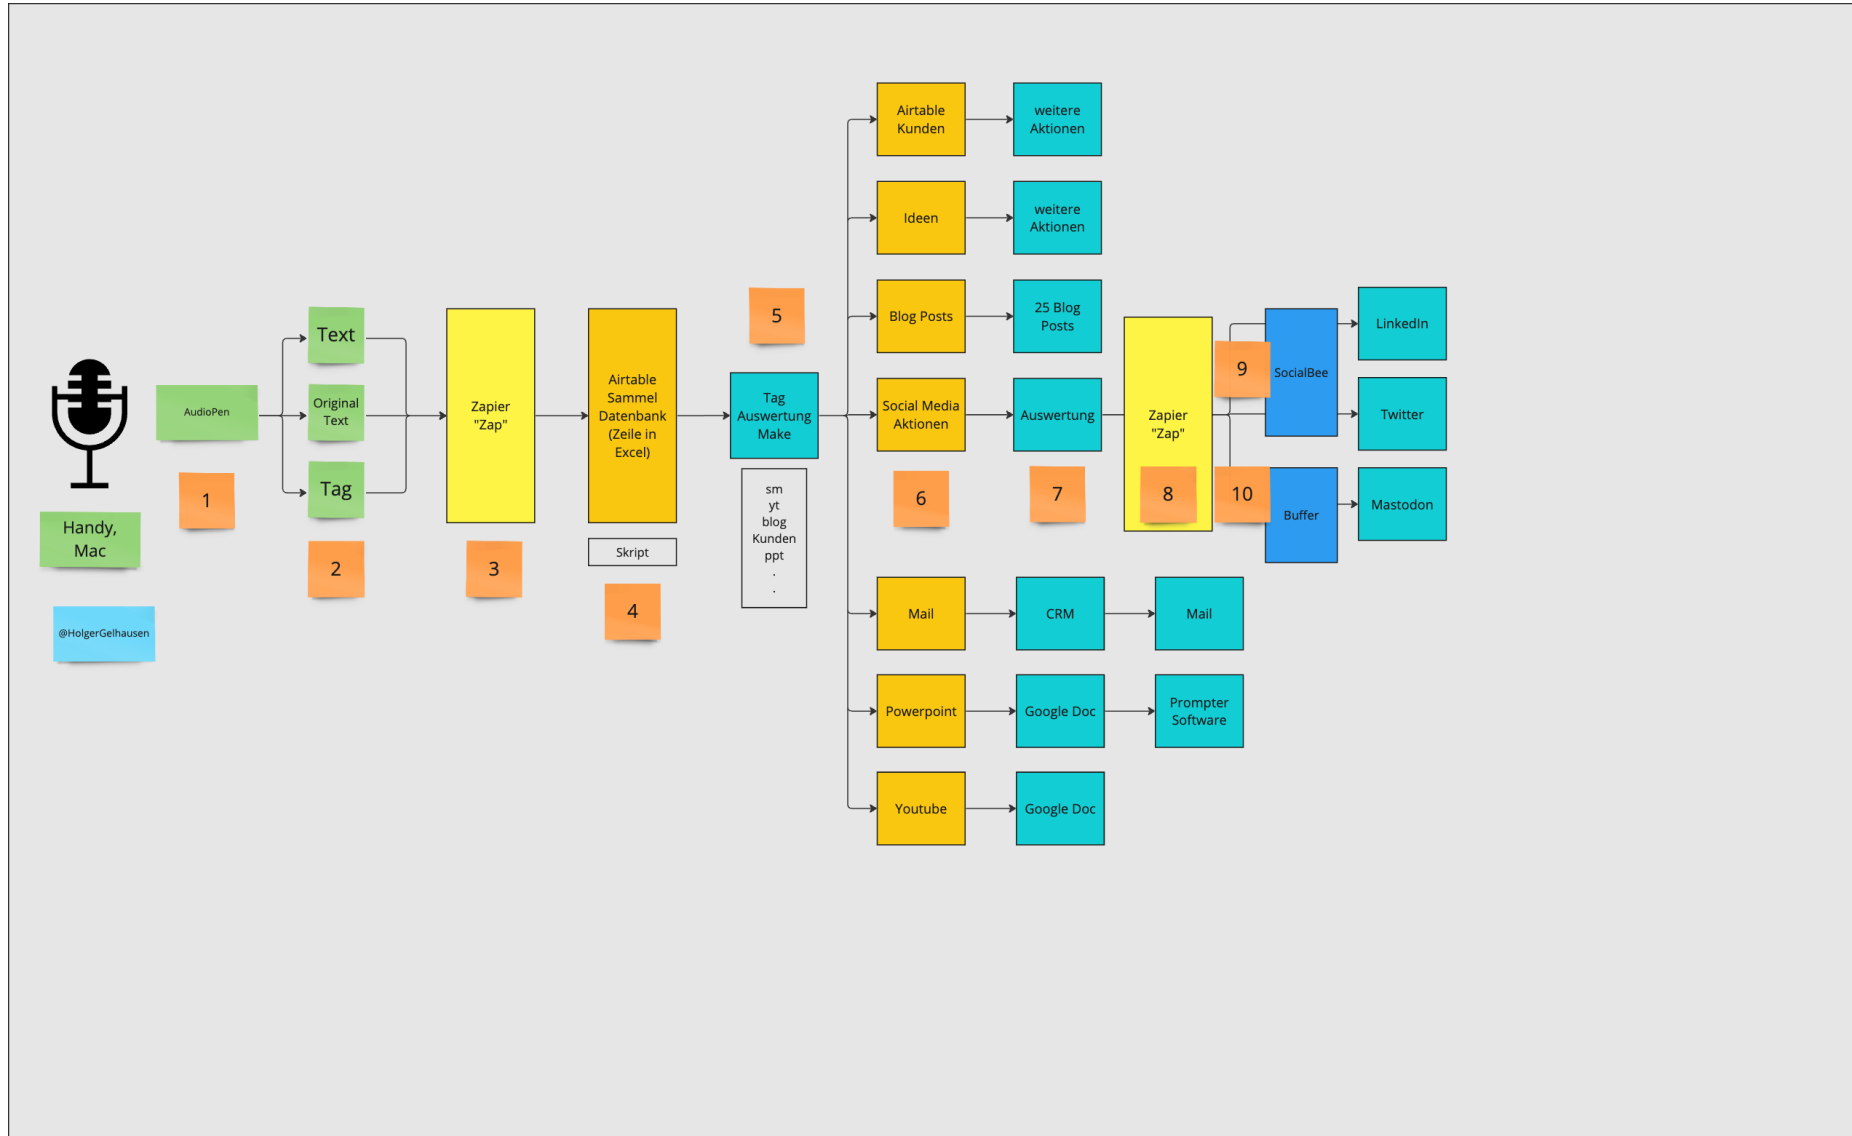 Handy,
Mac
@HolgerGelhausen
AudioPen
1
Text
Original
Text
Tag
2
Zapier
"Zap"
3
Airtable
Sammel
Datenbank
(Zeile in
Excel)
Skript
4
5
Tag
Auswertung
Make
sm
yt
blog
Kunden
ppt
.
.
Airtable
Kunden
weitere
Aktionen
Ideen
weitere
Aktionen
Blog Posts
25 Blog
Posts
Social Media
Aktionen
6
Auswertung
7
Zapier
"Zap"
8
9
SocialBee
10
Buffer
LinkedIn
Twitter
Mastodon
Mail
CRM
Mail
Powerpoint
Google Doc
Prompter
Software
Youtube
Google Doc